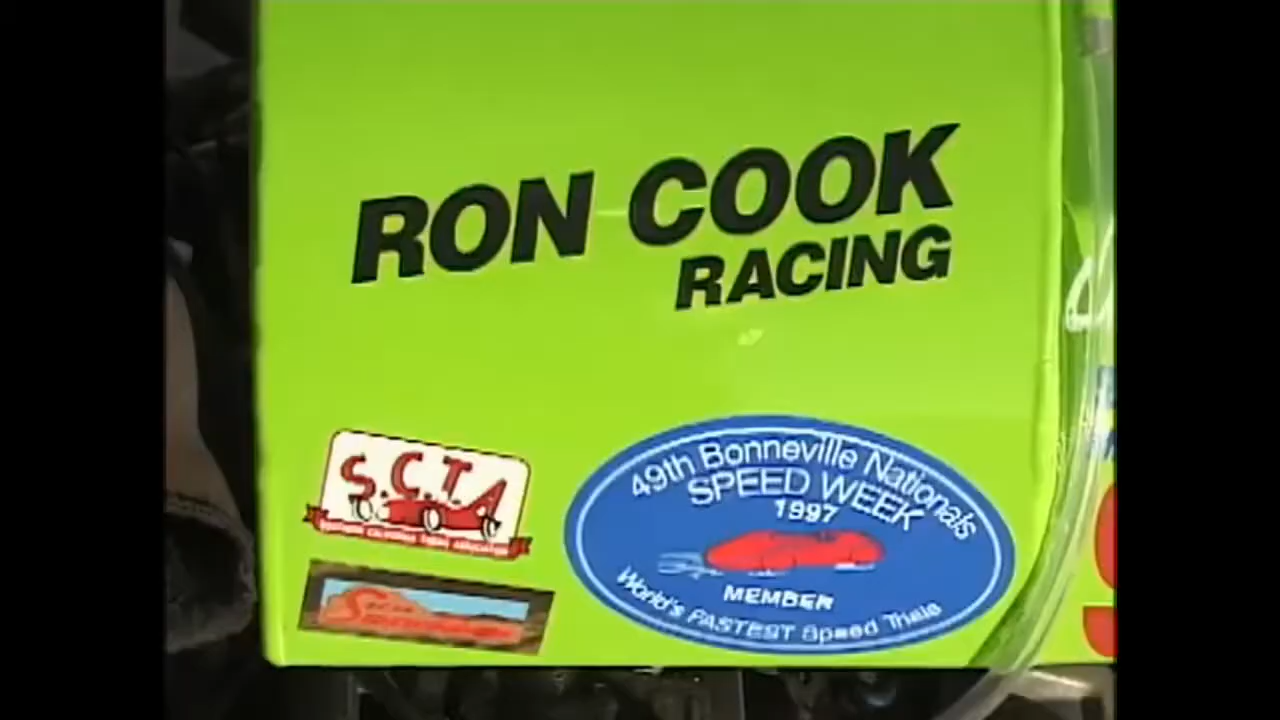 RON COOK
RACING
S.C.T.A
49th Bonneville Nationals
SPEED WEEK
1997
MEMBER
World's FASTEST Speed Trials